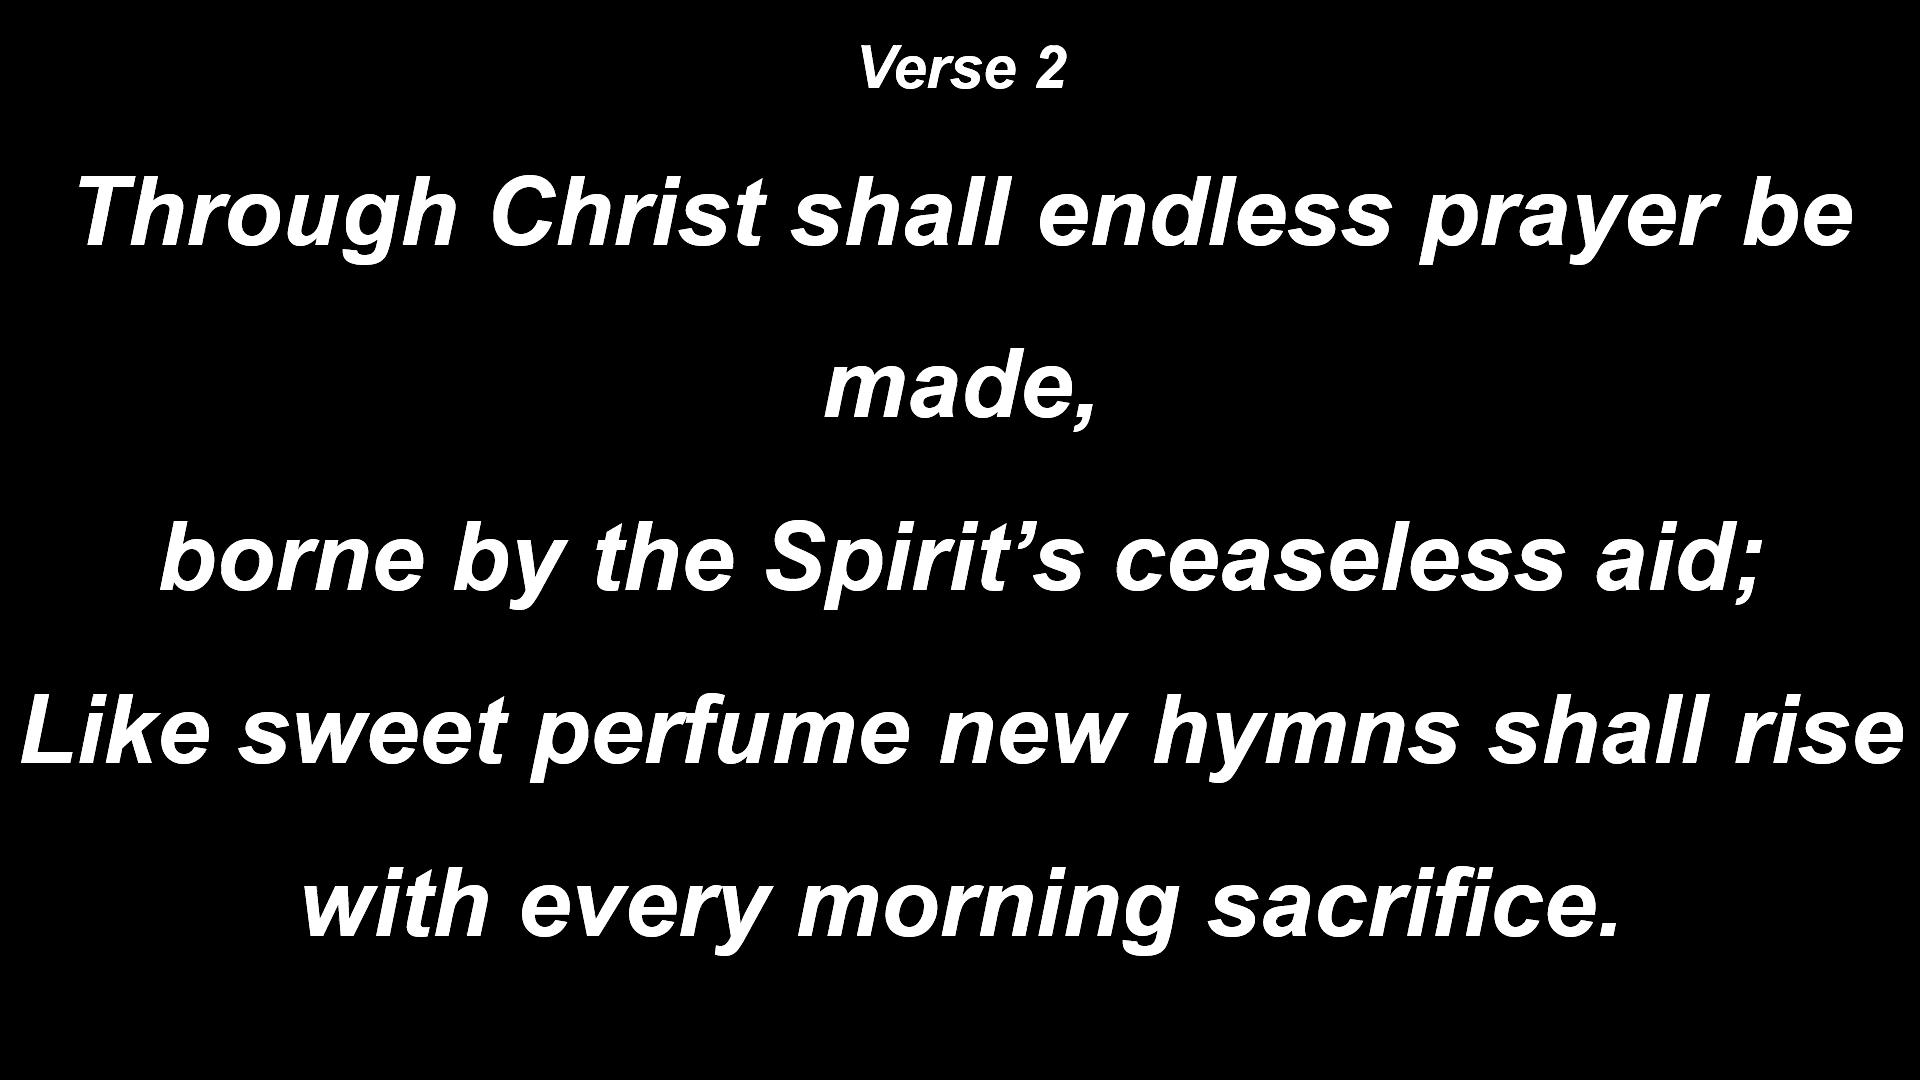 Verse 2
Through Christ shall endless prayer be
made,
borne by the Spirit’s ceaseless aid;
Like sweet perfume new hymns shall rise
with every morning sacrifice.